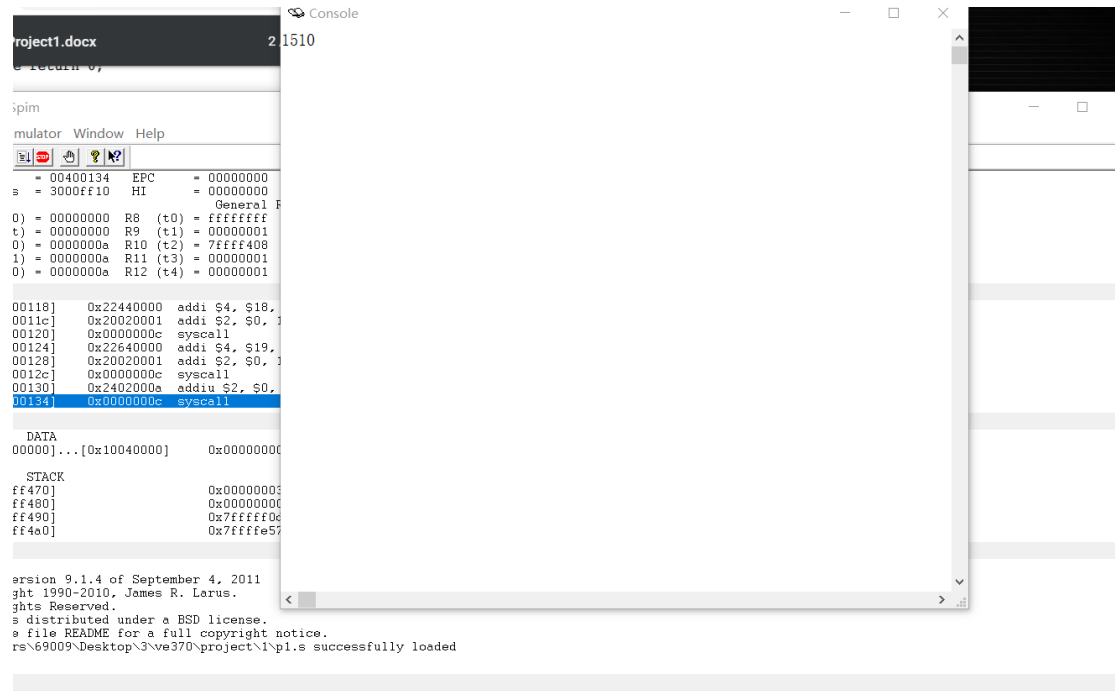 Console
roject1.docx
2
1510
e return 0;
Spim
mulator Window Help
= 00400134 EPC = 00000000
s = 3000ff10 HI = 00000000
General R
0) = 00000000 R8 (t0) = ffffffff
t) = 00000000 R9 (t1) = 00000001
0) = 0000000a R10 (t2) = 7ffff408
1) = 0000000a R11 (t3) = 00000001
0) = 0000000a R12 (t4) = 00000001
00118] 0x22440000 addi $4, $18,
0011c] 0x20020001 addi $2, $0, 1
00120] 0x0000000c syscall
00124] 0x22640000 addi $4, $19,
00128] 0x20020001 addi $2, $0, 1
0012c] 0x0000000c syscall
00130] 0x2402000a addiu $2, $0,
00134] 0x0000000c syscall
DATA
00000]...[0x10040000] 0x00000000
STACK
ff470] 0x00000003
ff480] 0x00000000
ff490] 0x7fffff0d
ff4a0] 0x7ffffe57
ersion 9.1.4 of September 4, 2011
ght 1990-2010, James R. Larus.
ghts Reserved.
s distributed under a BSD license.
e file README for a full copyright notice.
rs\69009\Desktop\3\ve370\project\1\p1.s successfully loaded